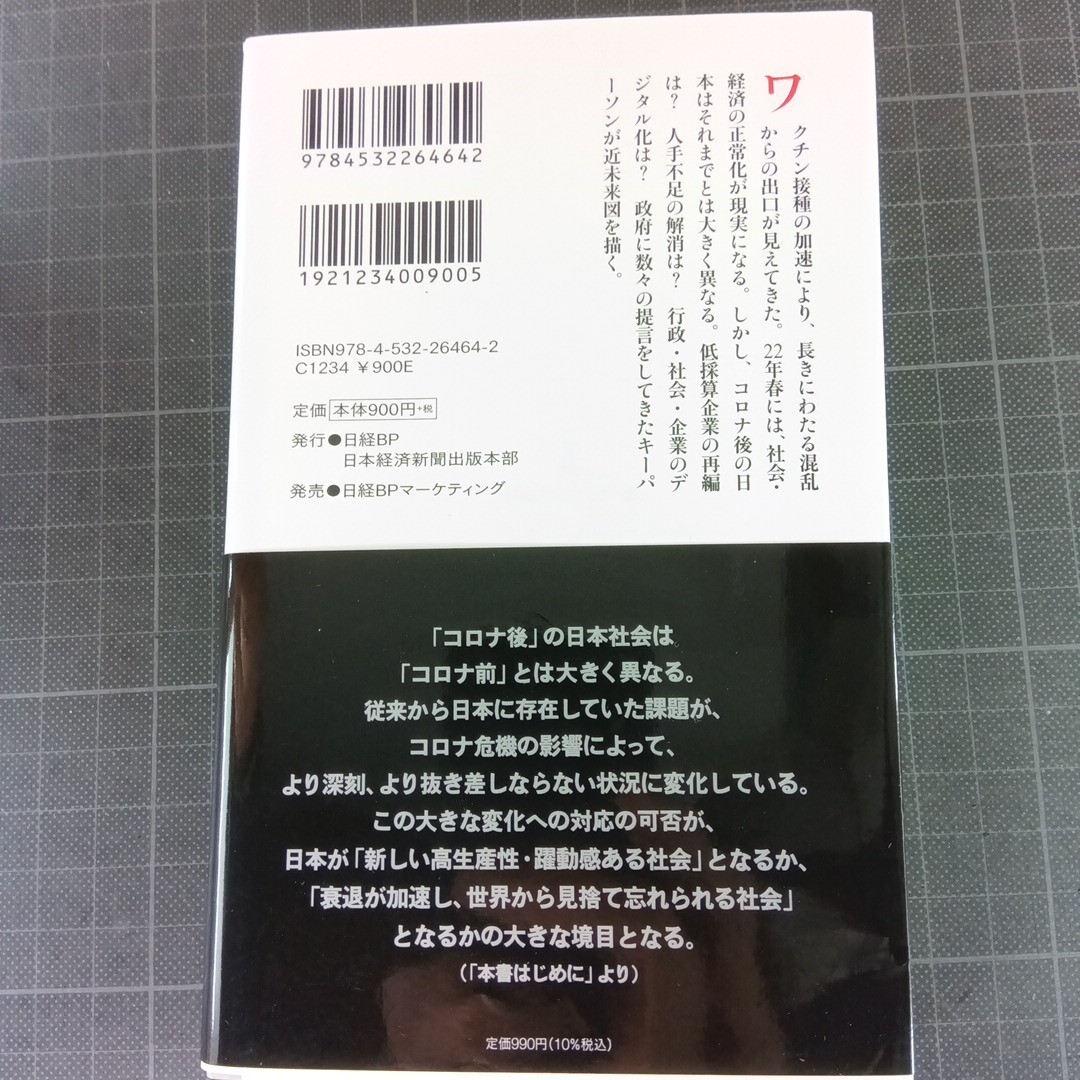 ワクチン接種の加速により、長きにわたる混乱
からの出口が見えてきた。22年春には、社会・
経済の正常化が現実になる。しかし、コロナ後の日
本はそれまでとは大きく異なる。低採算企業の再編
は？　人手不足の解消は？　行政・社会・企業のデ
ジタル化は？　政府に数々の提言をしてきたキーパ
ーソンが近未来図を描く。
9784532264642
1921234009005
ISBN978-4-532-26464-2
C1234 ¥900E
定価 本体900円+税
発行●日経BP
日本経済新聞出版本部
発売●日経BPマーケティング
「コロナ後」の日本社会は
「コロナ前」とは大きく異なる。
従来から日本に存在していた課題が、
コロナ危機の影響によって、
より深刻、より抜き差しならない状況に変化している。
この大きな変化への対応の可否が、
日本が「新しい高生産性・躍動感ある社会」となるか、
「衰退が加速し、世界から見捨て忘れられる社会」
となるかの大きな境目となる。
（「本書はじめに」より）
定価990円（10%税込）